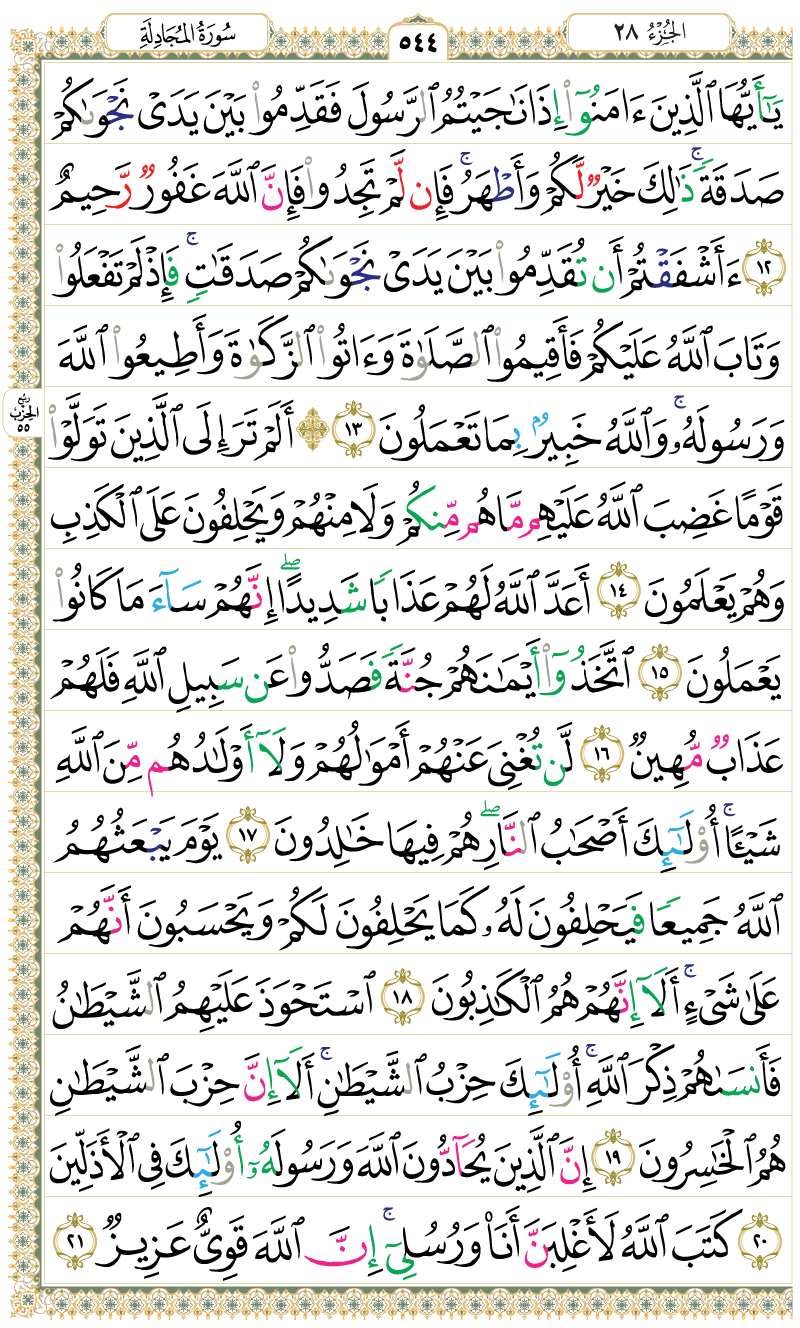 الجُزْءُ ٢٨
٥٤٤
سُورَةُ المُجَادِلَةِ
يَـٰٓأَيُّهَا ٱلَّذِينَ ءَامَنُوٓا۟ إِذَا نَـٰجَيْتُمُ ٱلرَّسُولَ فَقَدِّمُوا۟ بَيْنَ يَدَىْ نَجْوَىٰكُمْ
صَدَقَةً ۚ ذَٰلِكَ خَيْرٌ لَّكُمْ وَأَطْهَرُ ۚ فَإِن لَّمْ تَجِدُوا۟ فَإِنَّ ٱللَّهَ غَفُورٌ رَّحِيمٌ
١٢ ءَأَشْفَقْتُمْ أَن تُقَدِّمُوا۟ بَيْنَ يَدَىْ نَجْوَىٰكُمْ صَدَقَـٰتٍ ۚ فَإِذْ لَمْ تَفْعَلُوا۟
وَتَابَ ٱللَّهُ عَلَيْكُمْ فَأَقِيمُوا۟ ٱلصَّلَوٰةَ وَءَاتُوا۟ ٱلزَّكَوٰةَ وَأَطِيعُوا۟ ٱللَّهَ
وَرَسُولَهُۥ ۚ وَٱللَّهُ خَبِيرٌۢ بِمَا تَعْمَلُونَ ١٣ ۞ أَلَمْ تَرَ إِلَى ٱلَّذِينَ تَوَلَّوْا۟
ربع الحزب ٥٥
قَوْمًا غَضِبَ ٱللَّهُ عَلَيْهِم مَّا هُم مِّنكُمْ وَلَا مِنْهُمْ وَيَحْلِفُونَ عَلَى ٱلْكَذِبِ
وَهُمْ يَعْلَمُونَ ١٤ أَعَدَّ ٱللَّهُ لَهُمْ عَذَابًا شَدِيدًا ۖ إِنَّهُمْ سَآءَ مَا كَانُوا۟
يَعْمَلُونَ ١٥ ٱتَّخَذُوٓا۟ أَيْمَـٰنَهُمْ جُنَّةً فَصَدُّوا۟ عَن سَبِيلِ ٱللَّهِ فَلَهُمْ
عَذَابٌ مُّهِينٌ ١٦ لَّن تُغْنِىَ عَنْهُمْ أَمْوَٰلُهُمْ وَلَآ أَوْلَـٰدُهُم مِّنَ ٱللَّهِ
شَيْـًٔا ۚ أُو۟لَـٰٓئِكَ أَصْحَـٰبُ ٱلنَّارِ ۖ هُمْ فِيهَا خَـٰلِدُونَ ١٧ يَوْمَ يَبْعَثُهُمُ
ٱللَّهُ جَمِيعًا فَيَحْلِفُونَ لَهُۥ كَمَا يَحْلِفُونَ لَكُمْ وَيَحْسَبُونَ أَنَّهُمْ
عَلَىٰ شَىْءٍ ۚ أَلَآ إِنَّهُمْ هُمُ ٱلْكَـٰذِبُونَ ١٨ ٱسْتَحْوَذَ عَلَيْهِمُ ٱلشَّيْطَـٰنُ
فَأَنسَىٰهُمْ ذِكْرَ ٱللَّهِ ۚ أُو۟لَـٰٓئِكَ حِزْبُ ٱلشَّيْطَـٰنِ ۚ أَلَآ إِنَّ حِزْبَ ٱلشَّيْطَـٰنِ
هُمُ ٱلْخَـٰسِرُونَ ١٩ إِنَّ ٱلَّذِينَ يُحَآدُّونَ ٱللَّهَ وَرَسُولَهُۥٓ أُو۟لَـٰٓئِكَ فِى ٱلْأَذَلِّينَ
٢٠ كَتَبَ ٱللَّهُ لَأَغْلِبَنَّ أَنَا۠ وَرُسُلِىٓ ۚ إِنَّ ٱللَّهَ قَوِىٌّ عَزِيزٌ ٢١